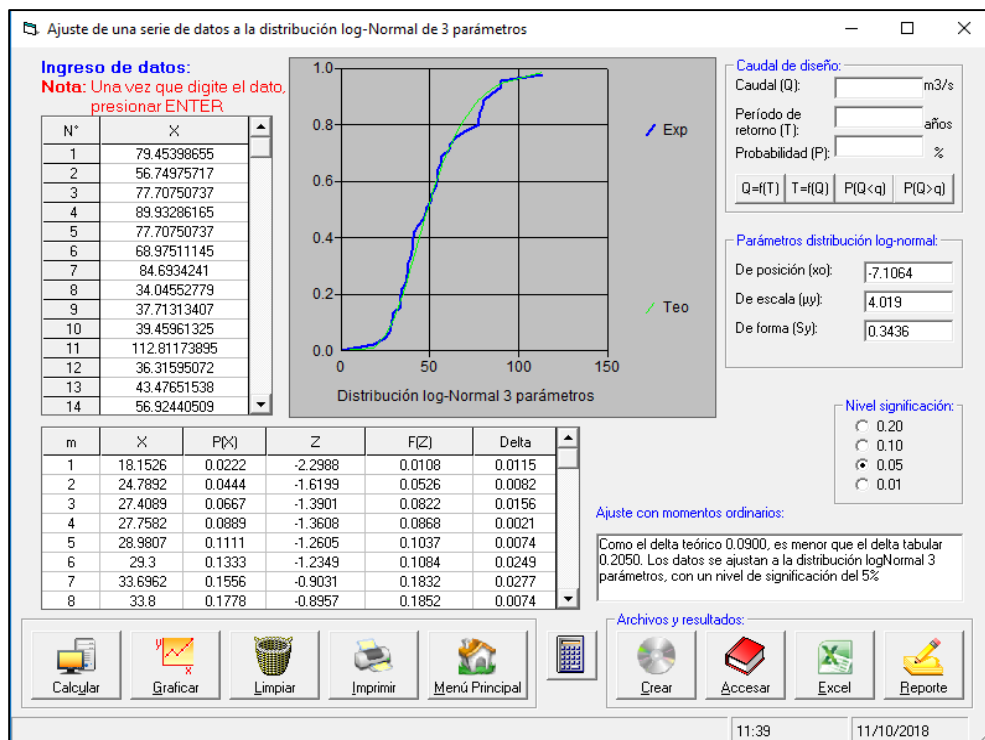 Ajuste de una serie de datos a la distribución log-Normal de 3 parámetros
Ingreso de datos:
Nota: Una vez que digite el dato,
presionar ENTER
N° X
1 79.45398655
2 56.74975717
3 77.70750737
4 89.93286165
5 77.70750737
6 68.97511145
7 84.6934241
8 34.04552779
9 37.71313407
10 39.45961325
11 112.81173895
12 36.31595072
13 43.47651538
14 56.92440509
1.0
0.8
0.6
0.4
0.2
0.0
0 50 100 150
Distribución log-Normal 3 parámetros
Exp
Teo
Caudal de diseño:
Caudal (Q): m3/s
Período de
retorno (T): años
Probabilidad (P): %
Q=f(T) T=f(Q) P(Q<q) P(Q>q)
Parámetros distribución log-normal:
De posición (xo) -7.1064
De escala (µy): 4.019
De forma (Sy): 0.3436
Nivel significación:
0.20
0.10
0.05
0.01
m X P(X) Z F(Z) Delta
1 18.1526 0.0222 -2.2988 0.0108 0.0115
2 24.7892 0.0444 -1.6199 0.0526 0.0082
3 27.4089 0.0667 -1.3901 0.0822 0.0156
4 27.7582 0.0889 -1.3608 0.0868 0.0021
5 28.9807 0.1111 -1.2605 0.1037 0.0074
6 29.3 0.1333 -1.2349 0.1084 0.0249
7 33.6962 0.1556 -0.9031 0.1832 0.0277
8 33.8 0.1778 -0.8957 0.1852 0.0074
Ajuste con momentos ordinarios:
Como el delta teórico 0.0900, es menor que el delta tabular
0.2050. Los datos se ajustan a la distribución logNormal 3
parámetros, con un nivel de significación del 5%
Calcular Graficar Limpiar Imprimir Menú Principal
Archivos y resultados:
Crear Accesar Excel Reporte
11:39 11/10/2018